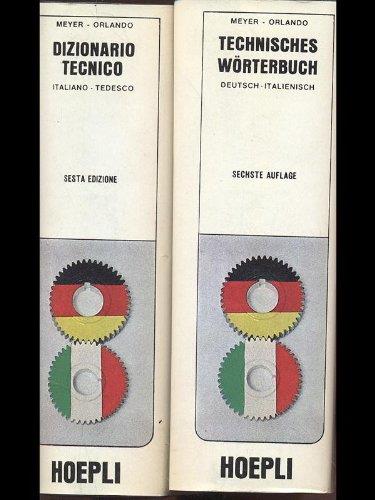 MEYER - ORLANDO
DIZIONARIO
TECNICO
ITALIANO - TEDESCO
SESTA EDIZIONE
HOEPLI
MEYER - ORLANDO
TECHNISCHES
WÖRTERBUCH
DEUTSCH - ITALIENISCH
SECHSTE AUFLAGE
HOEPLI